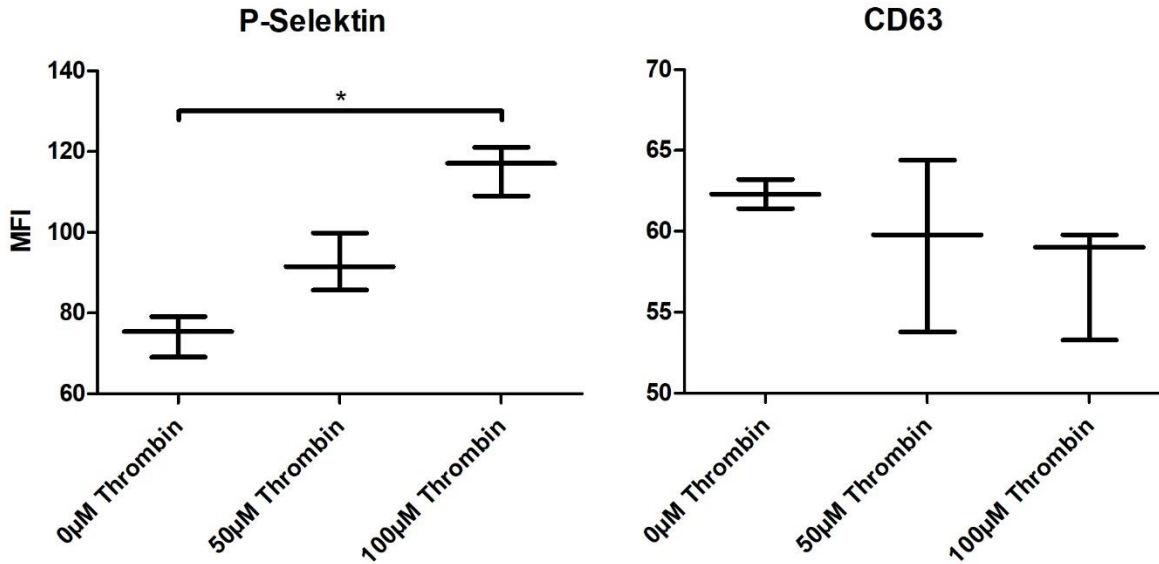 P-Selektin
MFI
140
120
100
80
60
*
0µM Thrombin
50µM Thrombin
100µM Thrombin
CD63
70
65
60
55
50
0µM Thrombin
50µM Thrombin
100µM Thrombin